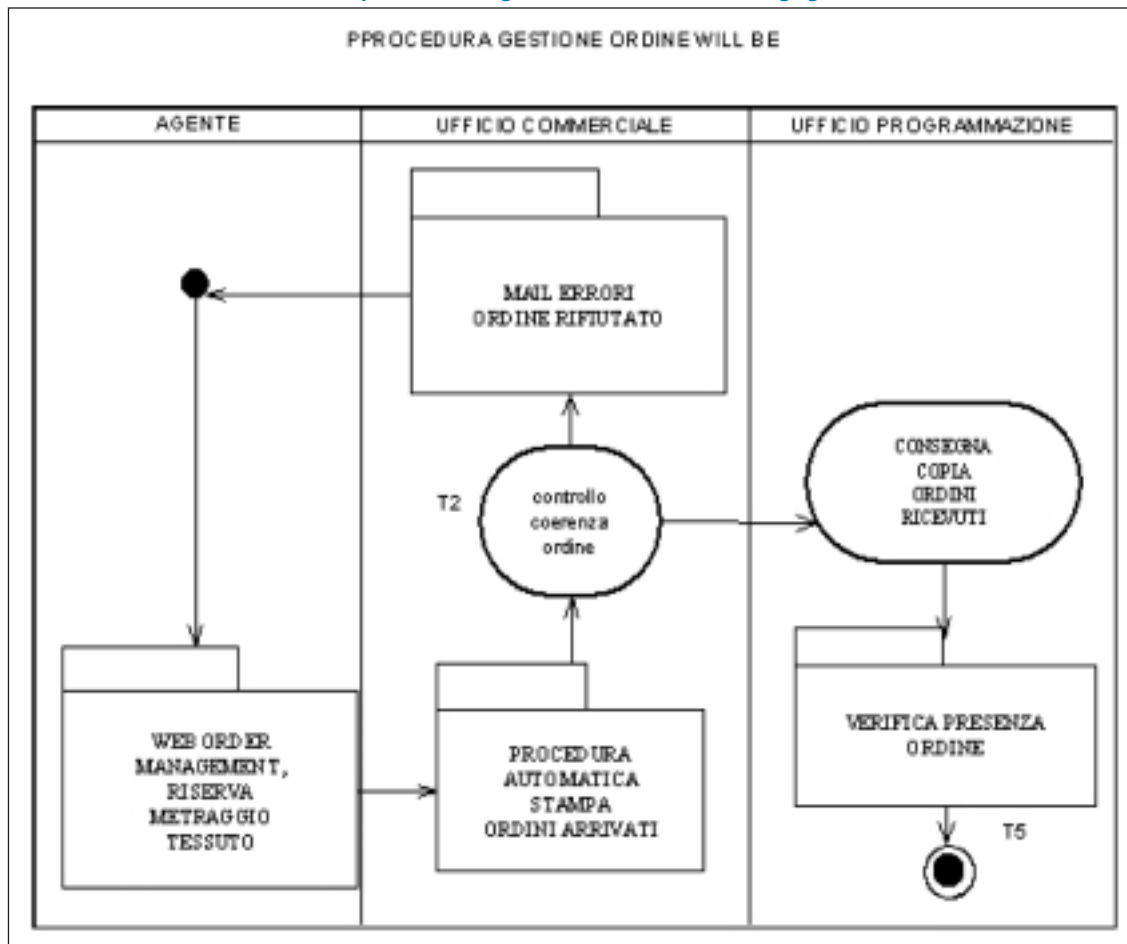 PPROCEDURA GESTIONE ORDINE WILL BE
AGENTE
UFFICIO COMMERCIALE
UFFICIO PROGRAMMAZIONE
MAIL ERRORI
ORDINE RIFIUTATO
T2
controllo
coerenza
ordine
CONSEGNA
COPIA
ORDINI
RICEVUTI
WEB ORDER
MANAGEMENT,
RISERVA
METRAGGIO
TESSUTO
PROCEDURA
AUTOMATICA
STAMPA
ORDINI ARRIVATI
VERIFICA PRESENZA
ORDINE
T5